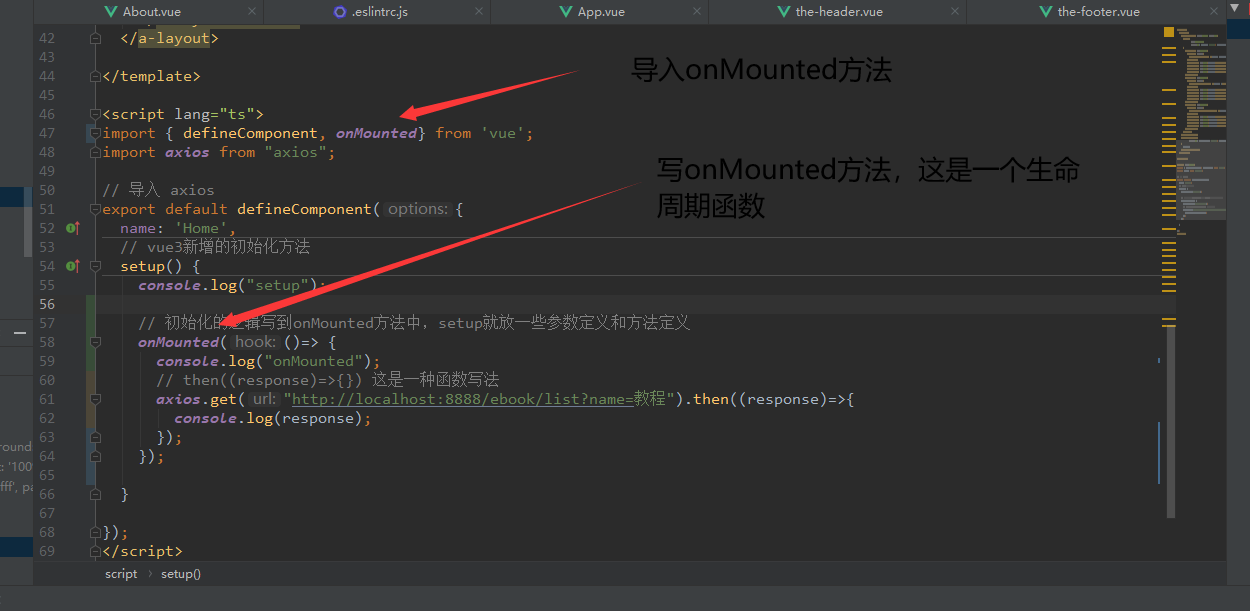 About.vue
.eslintrc.js
App.vue
the-header.vue
the-footer.vue
42 </a-layout>
43
44 </template>
45
46 <script lang="ts">
47 import { defineComponent, onMounted} from 'vue';
48 import axios from "axios";
49
50 // 导入 axios
51 export default defineComponent( options: {
52 name: 'Home',
53 // vue3新增的初始化方法
54 setup() {
55 console.log("setup");
56
57 // 初始化的逻辑写到onMounted方法中，setup就放一些参数定义和方法定义
58 onMounted( hook: ()=> {
59 console.log("onMounted");
60 // then((response)=>{}) 这是一种函数写法
61 axios.get( url: "http://localhost:8888/ebook/list?name=教程").then((response)=>{
62 console.log(response);
63 });
64 });
65
66 }
67
68 });
69 </script>
导入onMounted方法
写onMounted方法，这是一个生命
周期函数
round
: '100
fff', pa
script › setup()